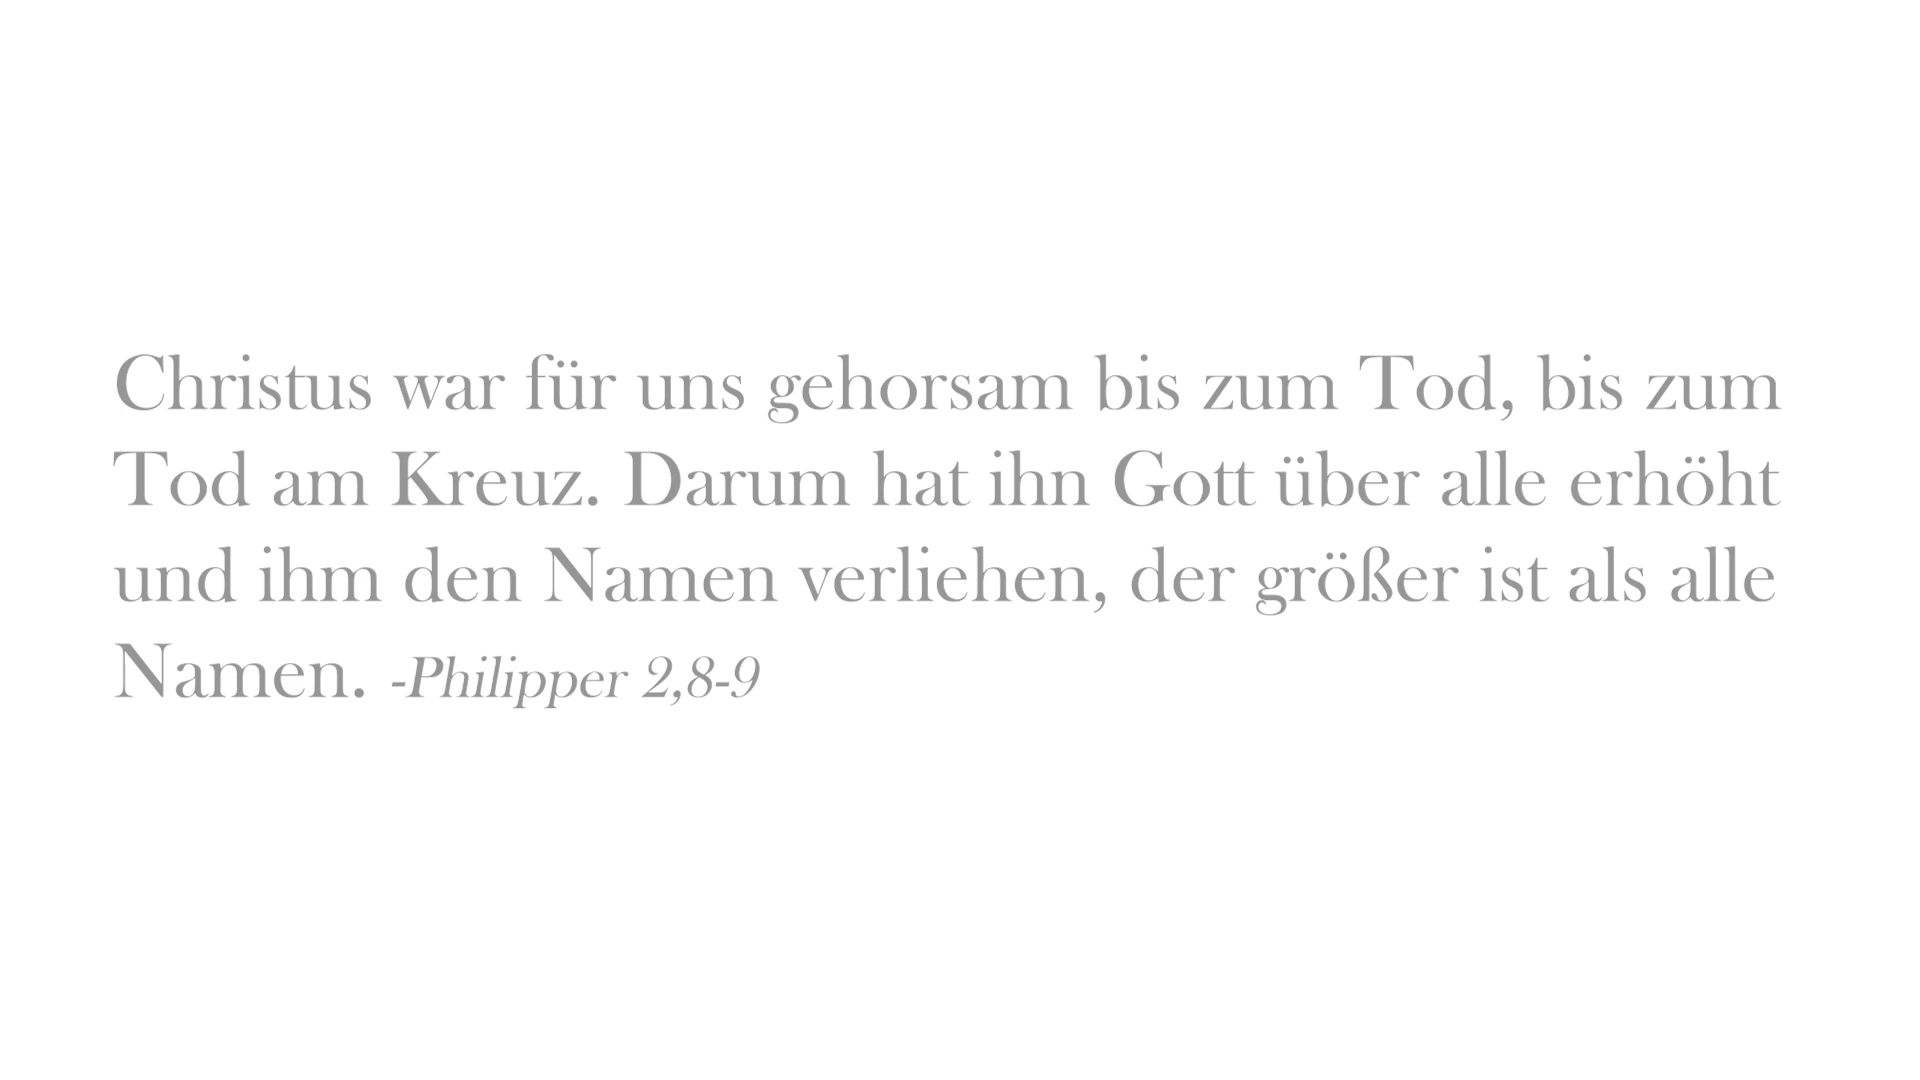 Christus war für uns gehorsam bis zum Tod, bis zum
Tod am Kreuz. Darum hat ihn Gott über alle erhöht
und ihm den Namen verliehen, der größer ist als alle
Namen. -Philipper 2,8-9